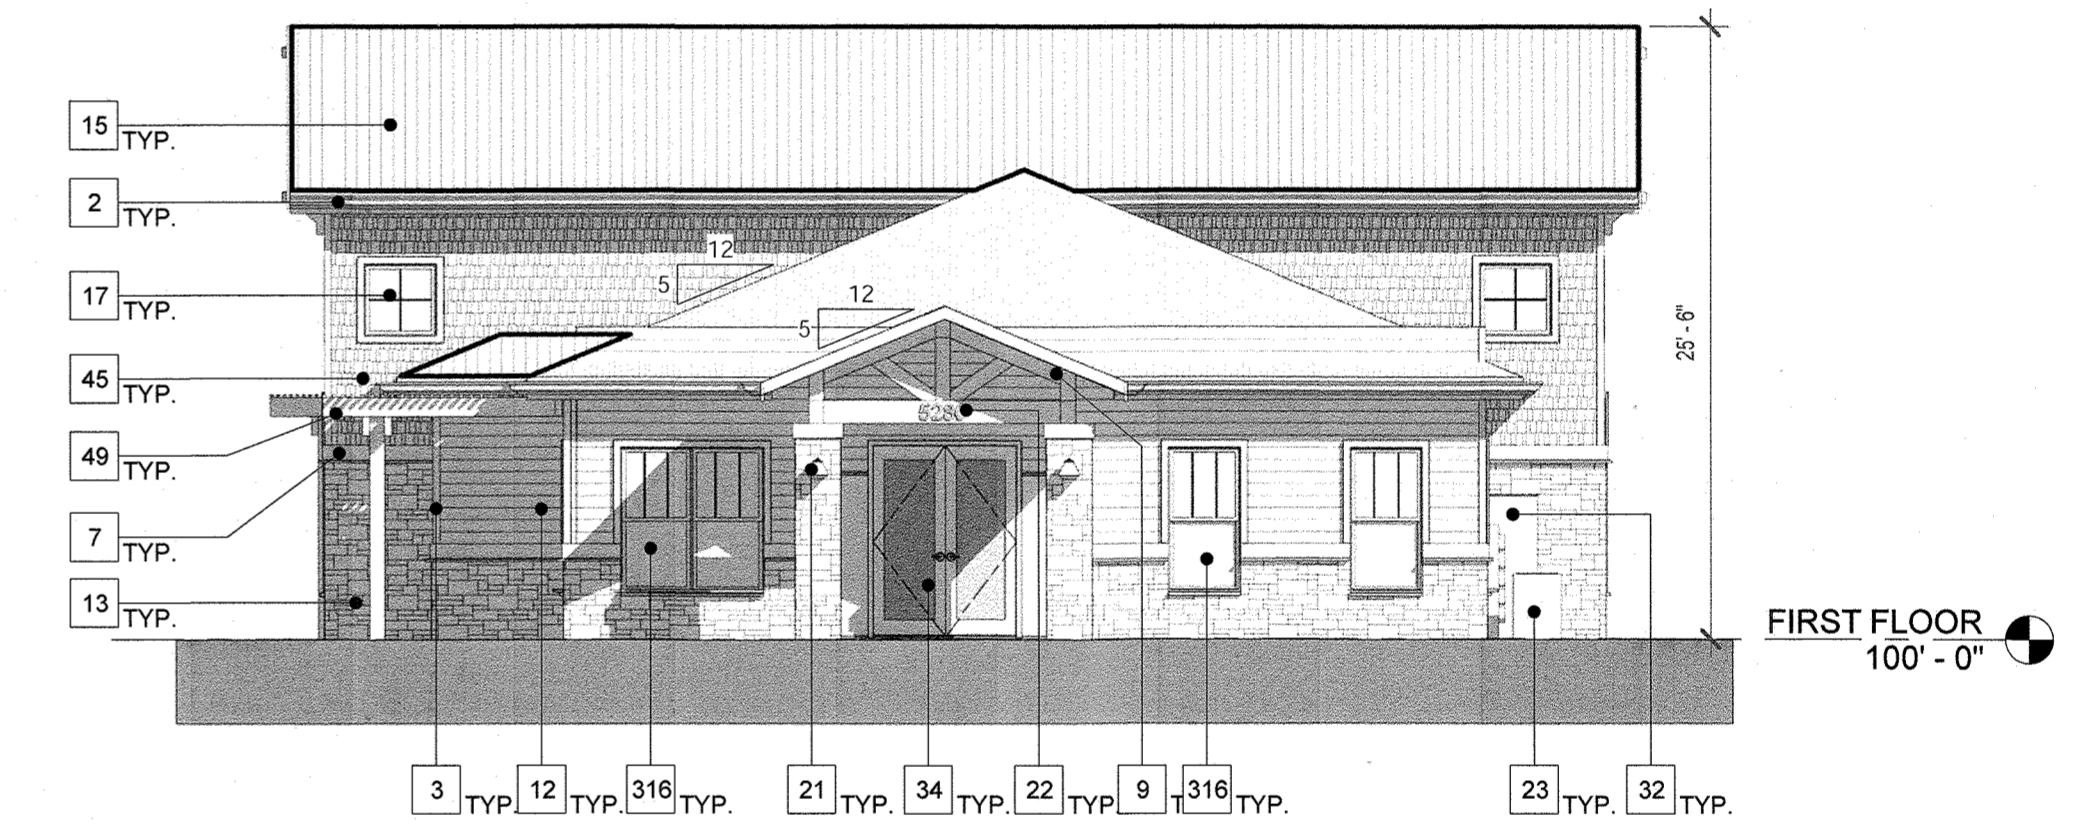 15 TYP.
2 TYP.
17 TYP.
45 TYP.
49 TYP.
7 TYP.
13 TYP.
12
5
12
5
25' - 6"
FIRST FLOOR
100' - 0"
3 TYP.
12 TYP.
316 TYP.
21 TYP.
34 TYP.
22 TYP.
9
316 TYP.
23 TYP.
32 TYP.